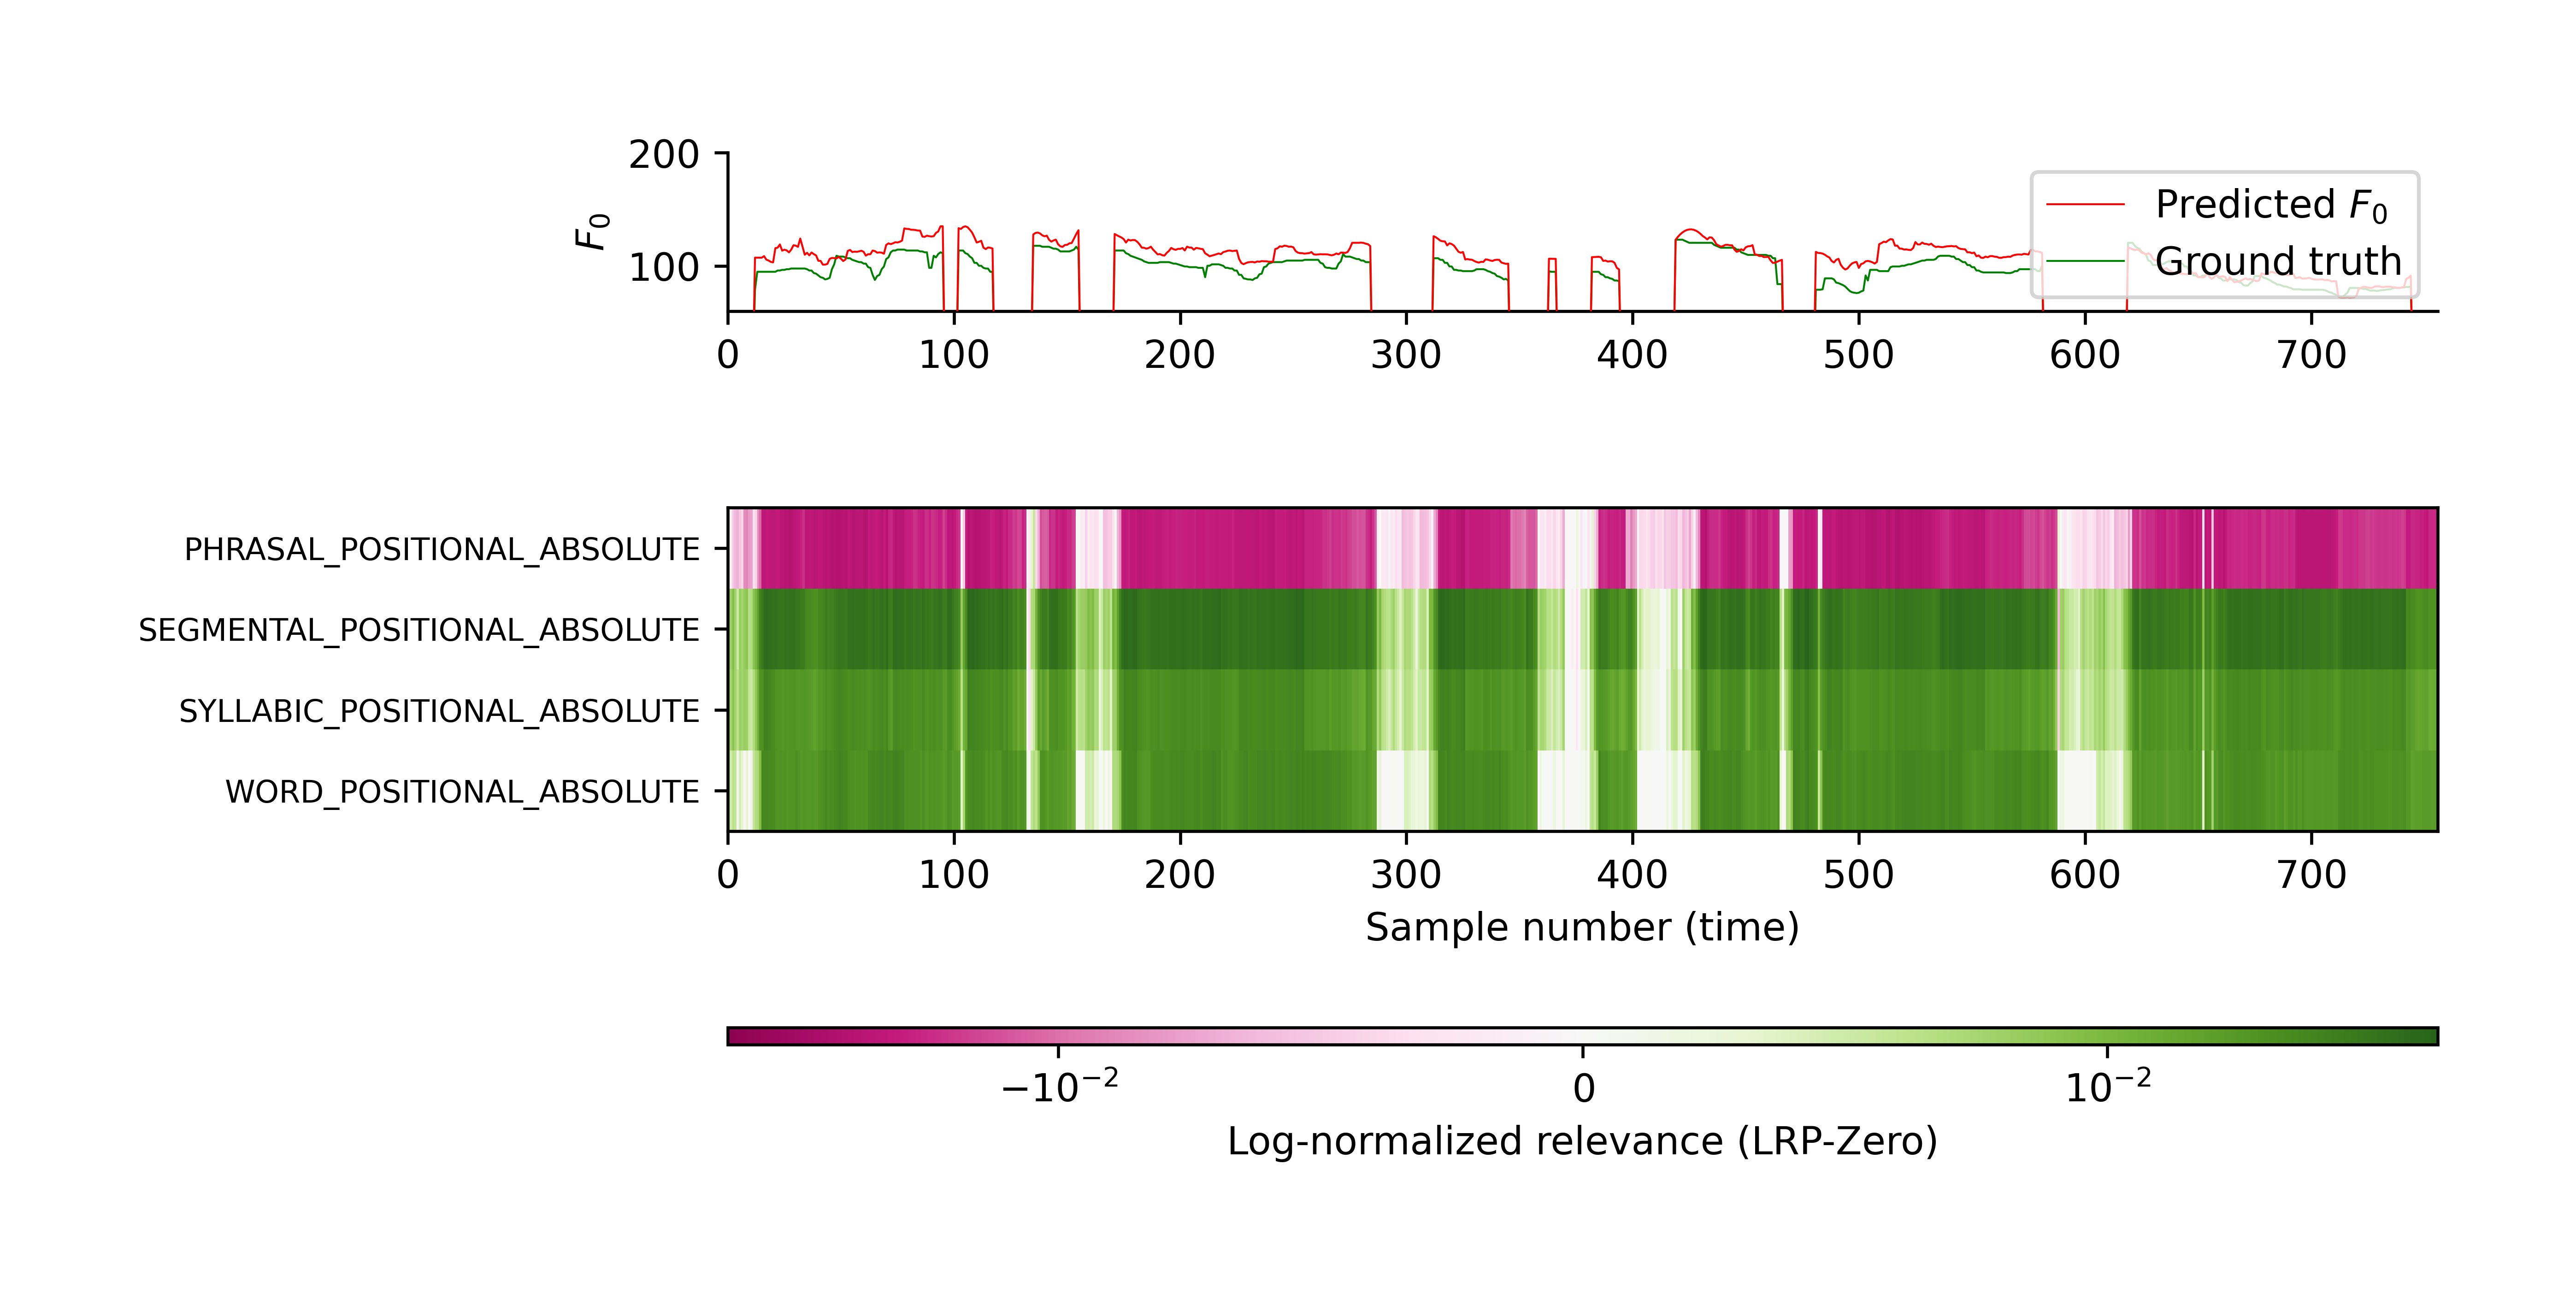 200
100
F0
Predicted F0
Ground truth
0 100 200 300 400 500 600 700
PHRASAL_POSITIONAL_ABSOLUTE
SEGMENTAL_POSITIONAL_ABSOLUTE
SYLLABIC_POSITIONAL_ABSOLUTE
WORD_POSITIONAL_ABSOLUTE
0 100 200 300 400 500 600 700
Sample number (time)
−10⁻² 0 10⁻²
Log-normalized relevance (LRP-Zero)